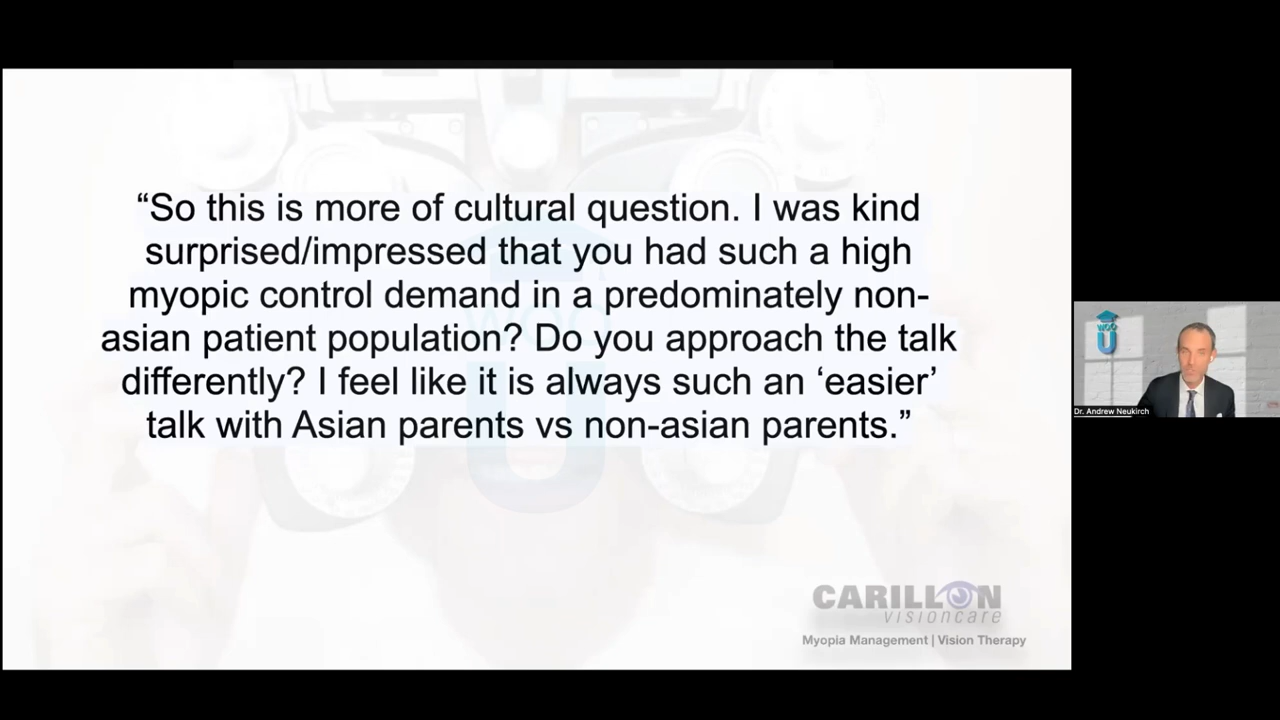 “So this is more of cultural question. I was kind
surprised/impressed that you had such a high
myopic control demand in a predominately non-
asian patient population? Do you approach the talk
differently? I feel like it is always such an ‘easier’
talk with Asian parents vs non-asian parents.”
WOO
U
CARILLON
visioncare
Myopia Management | Vision Therapy
WOO
U
Dr. Andrew Neukirch